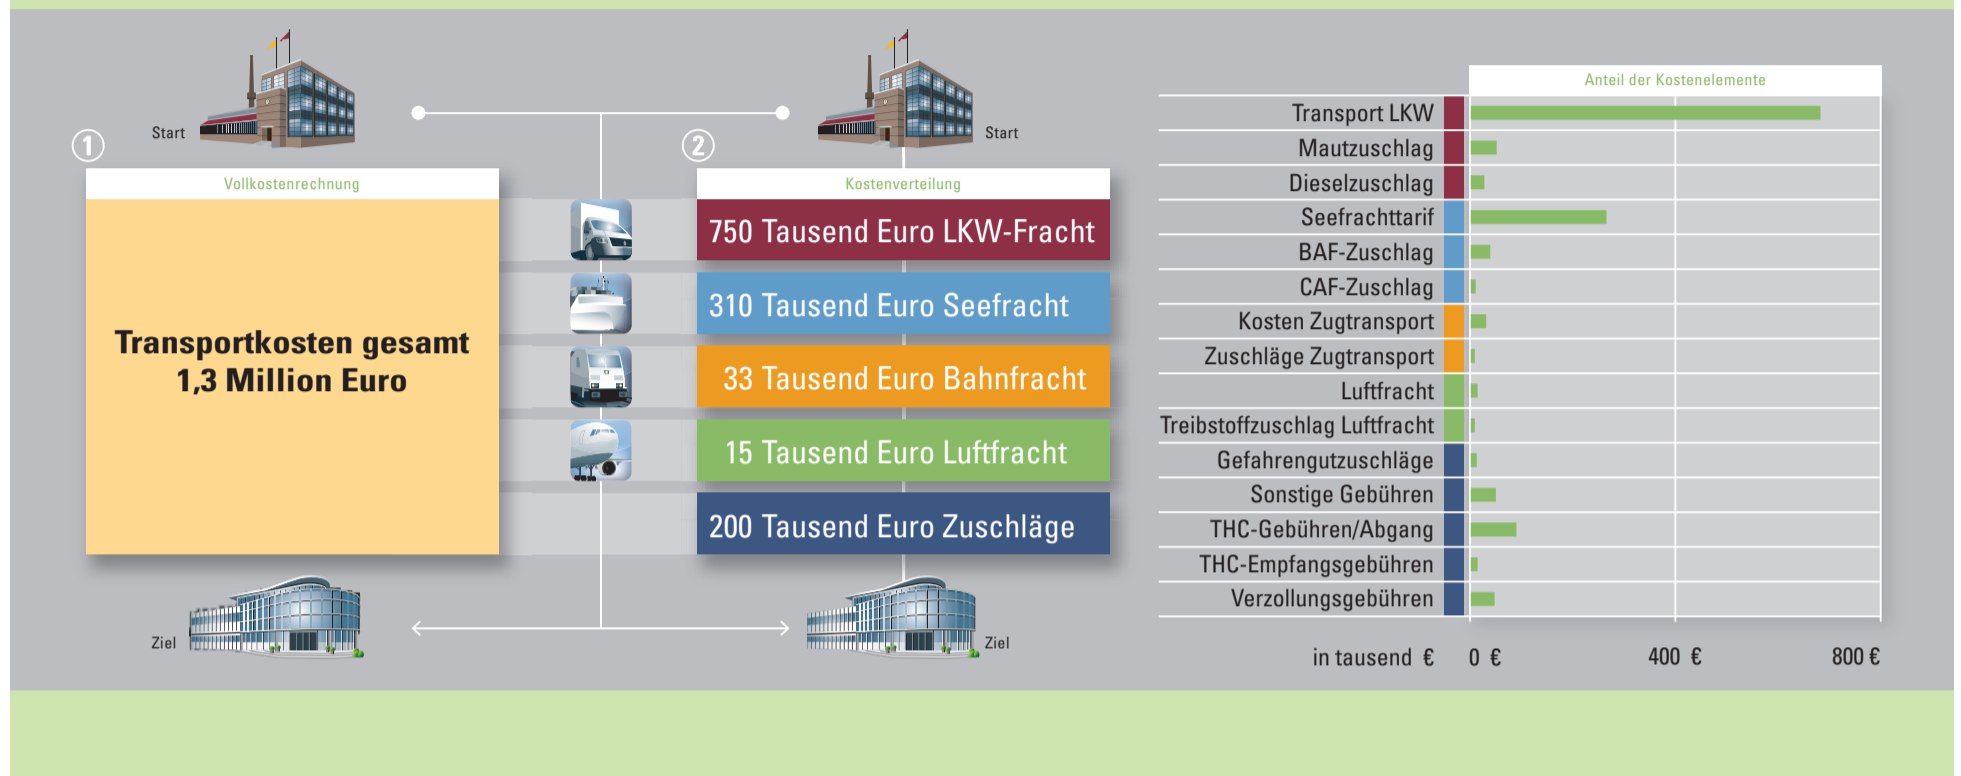 Start
1
Vollkostenrechnung
Transportkosten gesamt
1,3 Million Euro
Ziel
Start
2
Kostenverteilung
750 Tausend Euro LKW-Fracht
310 Tausend Euro Seefracht
33 Tausend Euro Bahnfracht
15 Tausend Euro Luftfracht
200 Tausend Euro Zuschläge
Ziel
Anteil der Kostenelemente
Transport LKW
Mautzuschlag
Dieselzuschlag
Seefrachttarif
BAF-Zuschlag
CAF-Zuschlag
Kosten Zugtransport
Zuschläge Zugtransport
Luftfracht
Treibstoffzuschlag Luftfracht
Gefahrengutzuschläge
Sonstige Gebühren
THC-Gebühren/Abgang
THC-Empfangsgebühren
Verzollungsgebühren
in tausend € 0 € 400 € 800 €